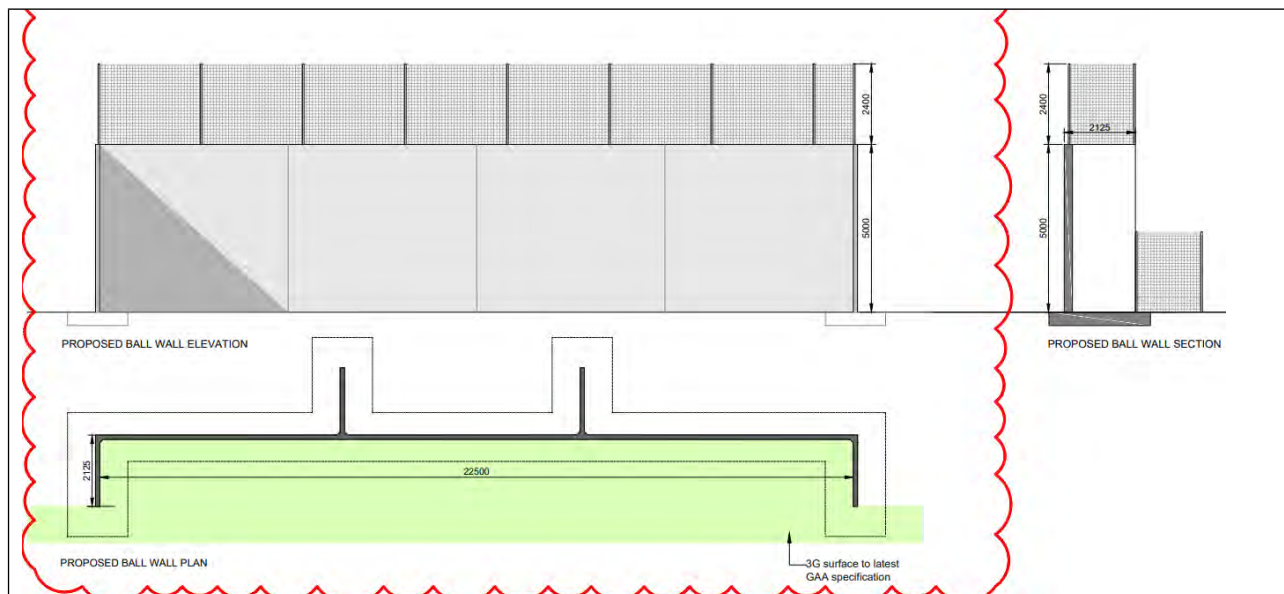 2400
5000
PROPOSED BALL WALL ELEVATION
2400
2125
5000
PROPOSED BALL WALL SECTION
2125
22500
PROPOSED BALL WALL PLAN
3G surface to latest
GAA specification